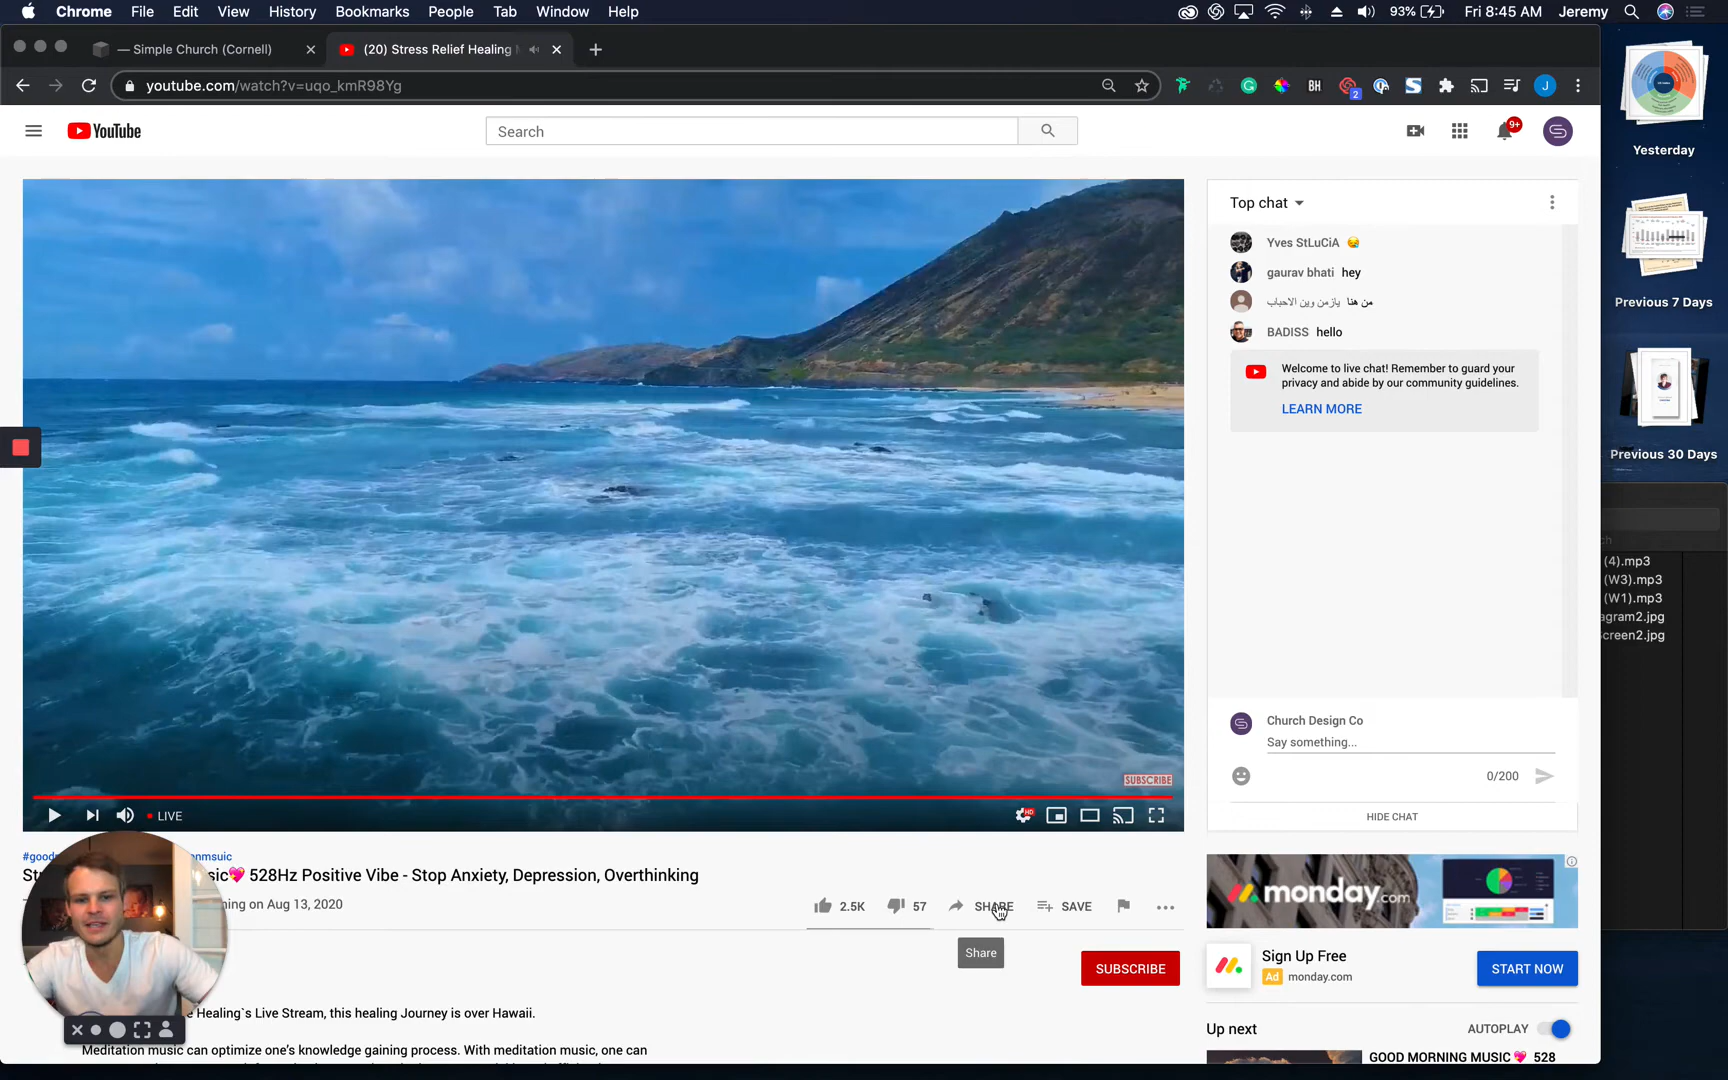 Chrome File Edit View History Bookmarks People Tab Window Help 93% Fri 8:45 AM Jeremy
— Simple Church (Cornell)
(20) Stress Relief Healing
youtube.com/watch?v=uqo_kmR98Yg
BH
2
J
YouTube
Search
9+
Top chat
Yves StLuCiA
gaurav bhati hey
يازمن وين الاحباب من هنا
BADISS hello
Welcome to live chat! Remember to guard your
privacy and abide by our community guidelines.
LEARN MORE
Church Design Co
Say something...
0/200
HIDE CHAT
SUBSCRIBE
LIVE
HD
#good
nmsuic
528Hz Positive Vibe - Stop Anxiety, Depression, Overthinking
on Aug 13, 2020
2.5K
57
SHARE
SAVE
Share
SUBSCRIBE
Healing`s Live Stream, this healing Journey is over Hawaii.
Meditation music can optimize one's knowledge gaining process. With meditation music, one can
monday.com
Sign Up Free
Ad monday.com
START NOW
Up next
AUTOPLAY
GOOD MORNING MUSIC 528
Yesterday
Previous 7 Days
Previous 30 Days
(4).mp3
(W3).mp3
(W1).mp3
agram2.jpg
creen2.jpg